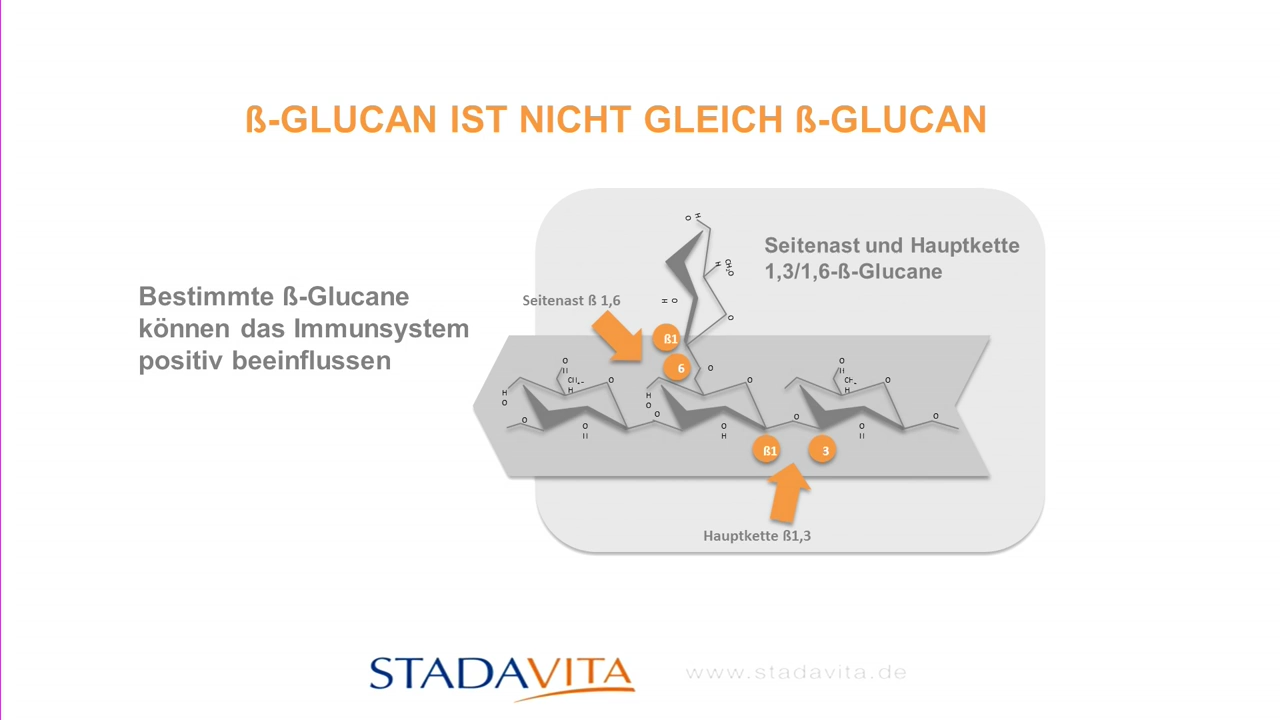 ß-GLUCAN IST NICHT GLEICH ß-GLUCAN
Seitenast und Hauptkette
1,3/1,6-ß-Glucane
Bestimmte ß-Glucane
können das Immunsystem
positiv beeinflussen
Seitenast ß 1,6
ß1
6
ß1
3
Hauptkette ß1,3
STADAVITA
www.stadavita.de